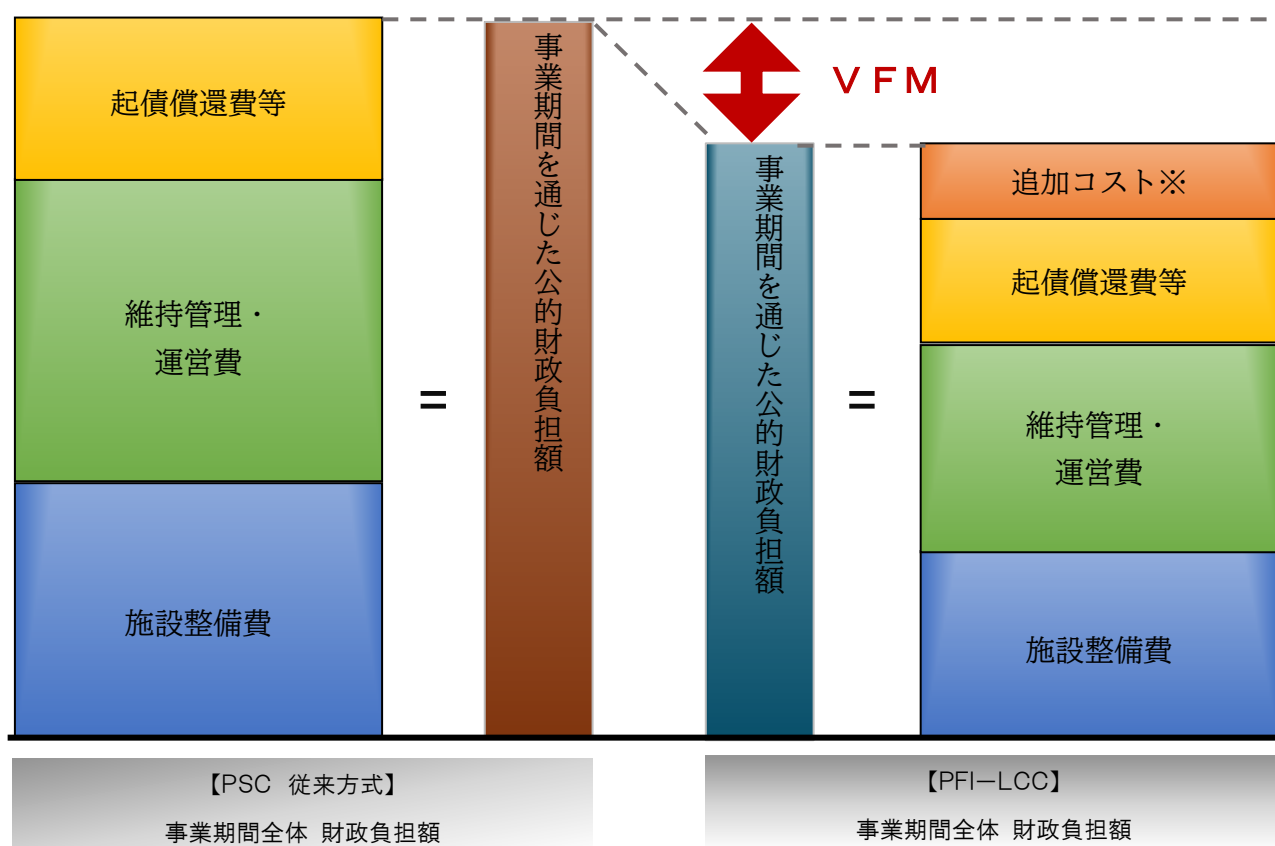 起債償還費等
維持管理・
運営費
施設整備費
=
事業期間を通じた公的財政負担額
VFM
事業期間を通じた公的財政負担額
=
追加コスト※
起債償還費等
維持管理・
運営費
施設整備費
【PSC 従来方式】
事業期間全体 財政負担額
【PFI－LCC】
事業期間全体 財政負担額